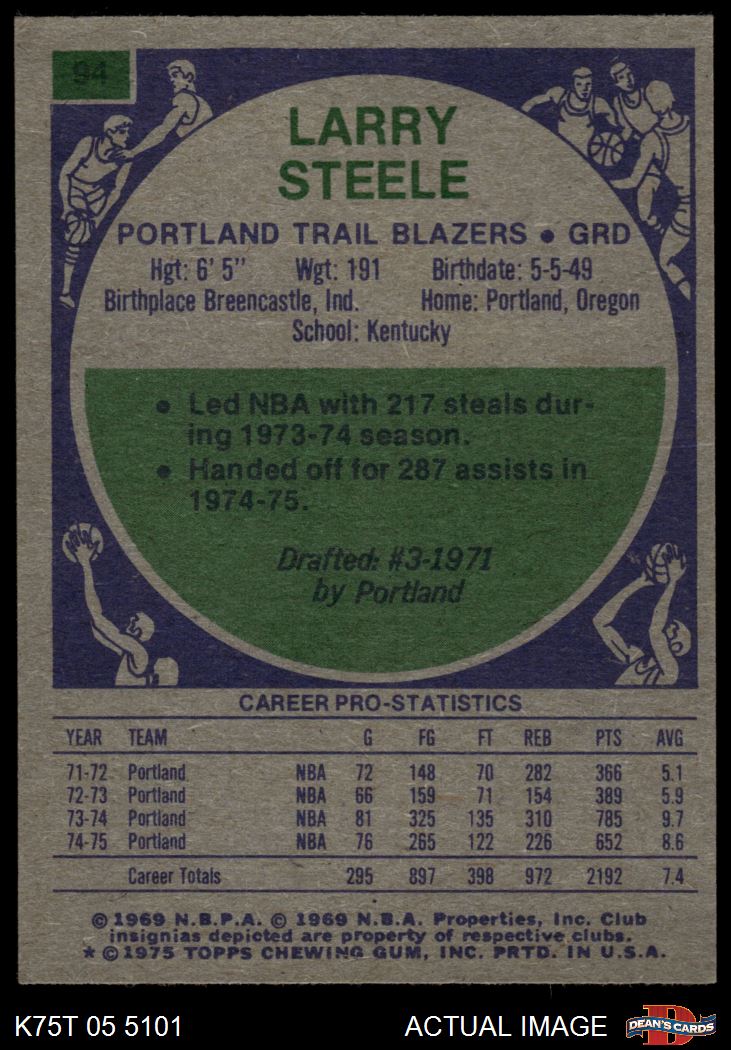 94
LARRY
STEELE
PORTLAND TRAIL BLAZERS • GRD
Hgt: 6' 5" Wgt: 191 Birthdate: 5-5-49
Birthplace Breencastle, Ind. Home: Portland, Oregon
School: Kentucky
• Led NBA with 217 steals dur-
ing 1973-74 season.
• Handed off for 287 assists in
1974-75.
Drafted: #3-1971
by Portland
CAREER PRO-STATISTICS
YEAR TEAM G FG FT REB PTS AVG
71-72 Portland NBA 72 148 70 282 366 5.1
72-73 Portland NBA 66 159 71 154 389 5.9
73-74 Portland NBA 81 325 135 310 785 9.7
74-75 Portland NBA 76 265 122 226 652 8.6
Career Totals 295 897 398 972 2192 7.4
© 1969 N.B.P.A. © 1969 N.B.A. Properties, Inc. Club
insignias depicted are property of respective clubs.
* © 1975 TOPPS CHEWING GUM, INC. PRTD. IN U.S.A.
K75T 05 5101 ACTUAL IMAGE DEAN'S CARDS